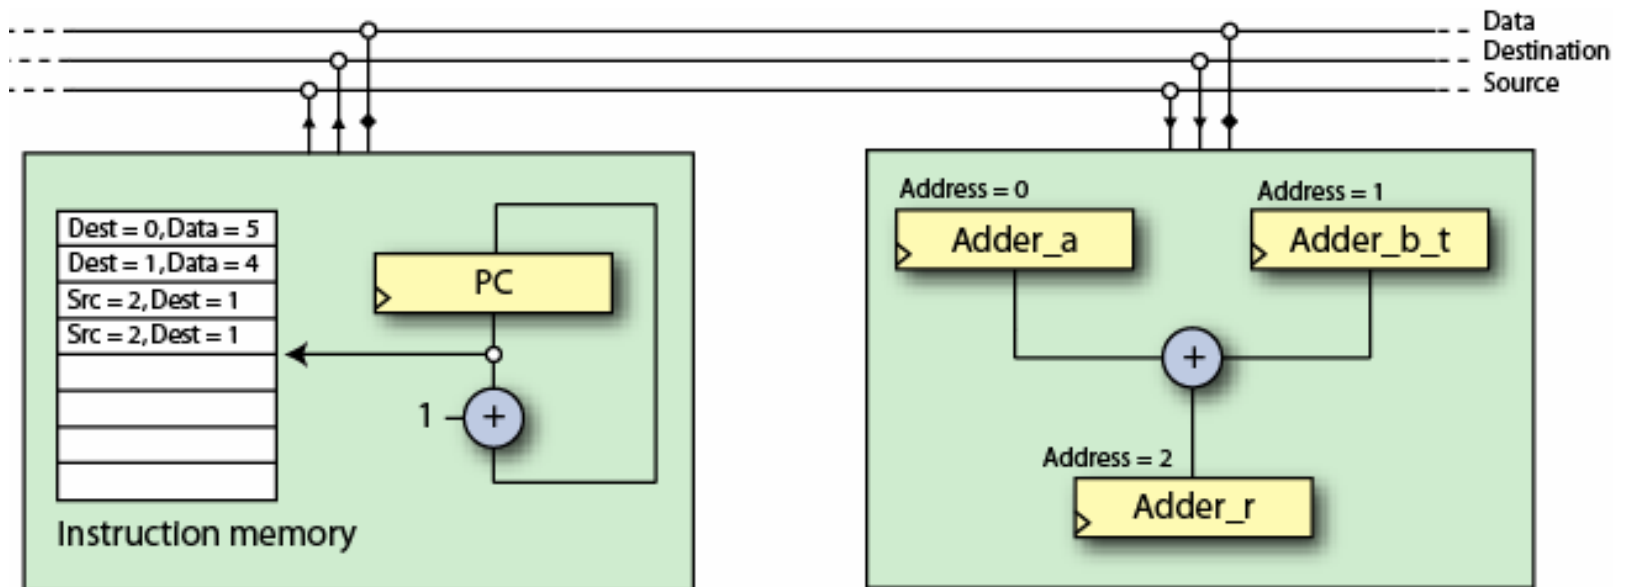 Data
Destination
Source
Dest = 0, Data = 5
Dest = 1, Data = 4
Src = 2, Dest = 1
Src = 2, Dest = 1
PC
1
+
Instruction memory
Address = 0
Address = 1
Adder_a
Adder_b_t
+
Address = 2
Adder_r